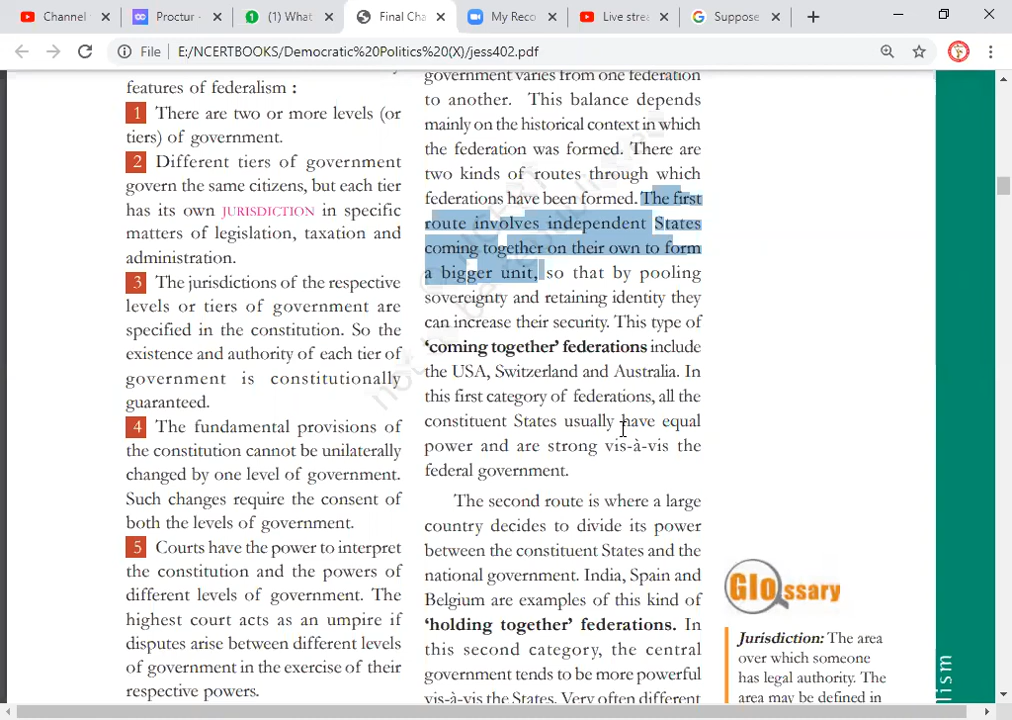 Channel
Proctur -
(1) What
Final Cha
My Reco
Live stre
Suppose
File
E:/NCERTBOOKS/Democratic%20Politics%20(X)/jess402.pdf
features of federalism :
1 There are two or more levels (or
tiers) of government.
2 Different tiers of government
govern the same citizens, but each tier
has its own JURISDICTION in specific
matters of legislation, taxation and
administration.
3 The jurisdictions of the respective
levels or tiers of government are
specified in the constitution. So the
existence and authority of each tier of
government is constitutionally
guaranteed.
4 The fundamental provisions of
the constitution cannot be unilaterally
changed by one level of government.
Such changes require the consent of
both the levels of government.
5 Courts have the power to interpret
the constitution and the powers of
different levels of government. The
highest court acts as an umpire if
disputes arise between different levels
of government in the exercise of their
respective powers.
government varies from one federation
to another. This balance depends
mainly on the historical context in which
the federation was formed. There are
two kinds of routes through which
federations have been formed. The first
route involves independent States
coming together on their own to form
a bigger unit, so that by pooling
sovereignty and retaining identity they
can increase their security. This type of
‘coming together’ federations include
the USA, Switzerland and Australia. In
this first category of federations, all the
constituent States usually have equal
power and are strong vis-à-vis the
federal government.
The second route is where a large
country decides to divide its power
between the constituent States and the
national government. India, Spain and
Belgium are examples of this kind of
‘holding together’ federations. In
this second category, the central
government tends to be more powerful
vis-à-vis the States. Very often different
Glossary
Jurisdiction: The area
over which someone
has legal authority. The
area may be defined in